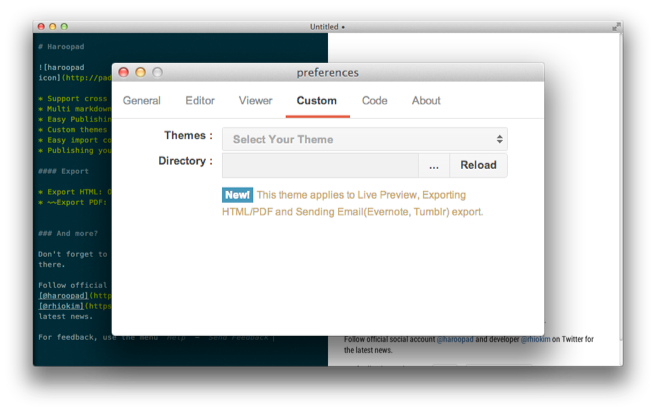 Untitled •
# Haroopad
![haroopad
icon](http://pad
* Support cross
* Multi markdown
* Easy Publishin
* Custom themes
* Easy import co
* Publishing you
#### Export
* Export HTML:
* ~~Export PDF:
### And more?
Don't forget to
there.
Follow official
[@haroopad](http
[@rhiokim](https
latest news.
For feedback, use the menu `Help` → `Send Feedback`
preferences
General Editor Viewer Custom Code About
Themes : Select Your Theme
Directory : ... Reload
New! This theme applies to Live Preview, Exporting
HTML/PDF and Sending Email(Evernote, Tumblr) export.
Follow official social account @haroopad and developer @rhiokim on Twitter for
the latest news.